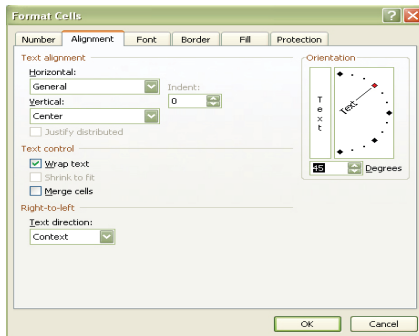 Format Cells
Number Alignment Font Border Fill Protection
Text alignment
Horizontal:
General
Indent:
0
Vertical:
Center
Justify distributed
Text control
Wrap text
Shrink to fit
Merge cells
Right-to-left
Text direction:
Context
Orientation
Text
Text
45 Degrees
OK Cancel